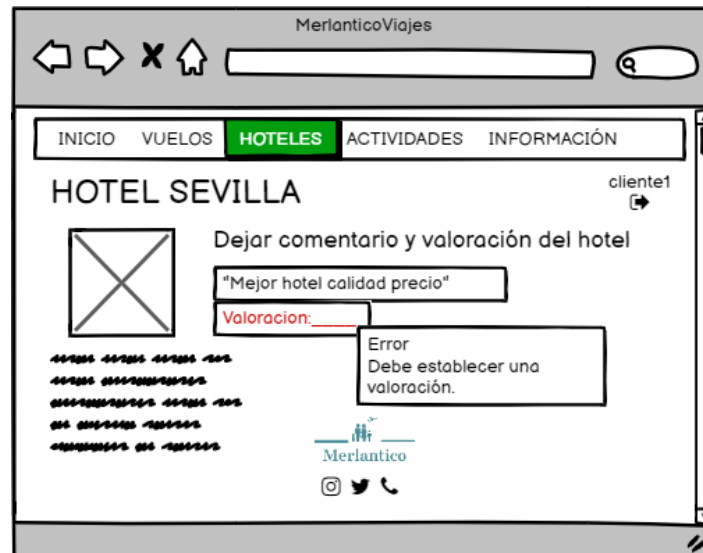 MerlanticoViajes
INICIO VUELOS HOTELES ACTIVIDADES INFORMACIÓN
HOTEL SEVILLA
cliente1
Dejar comentario y valoración del hotel
"Mejor hotel calidad precio"
Valoracion:_____
Error
Debe establecer una
valoración.
Merlantico